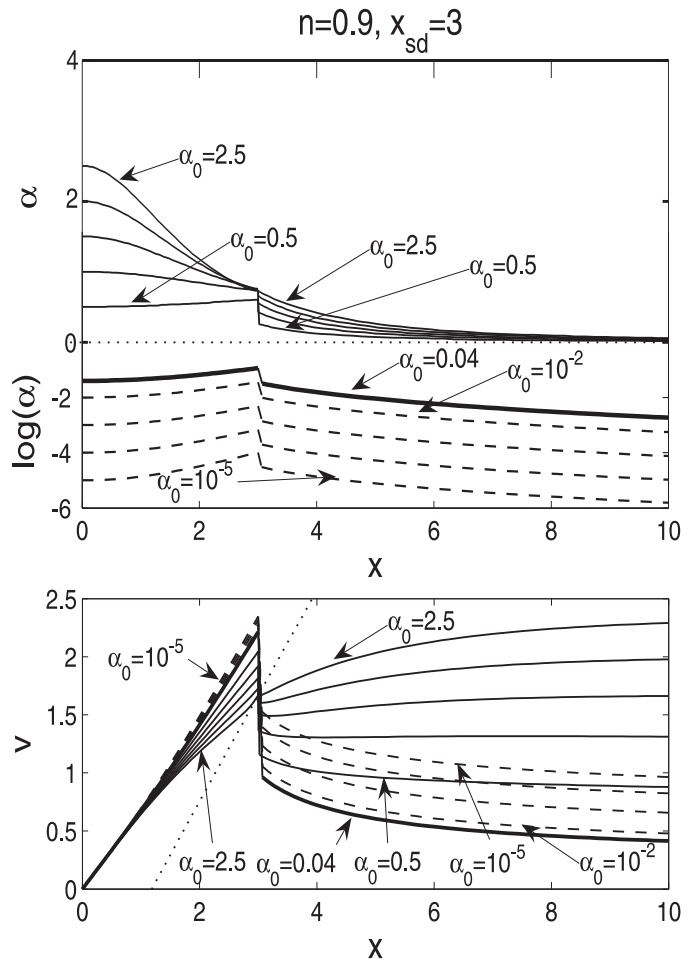 n=0.9, x_sd=3
4
2
0
-2
-4
-6
α
log(α)
α_0=2.5
α_0=0.5
α_0=2.5
α_0=0.5
α_0=0.04
α_0=10^-2
α_0=10^-5
0 2 4 6 8 10
x
2.5
2
1.5
1
0.5
0
v
α_0=10^-5
α_0=2.5
α_0=2.5 α_0=0.04 α_0=0.5 α_0=10^-5 α_0=10^-2
0 2 4 6 8 10
x